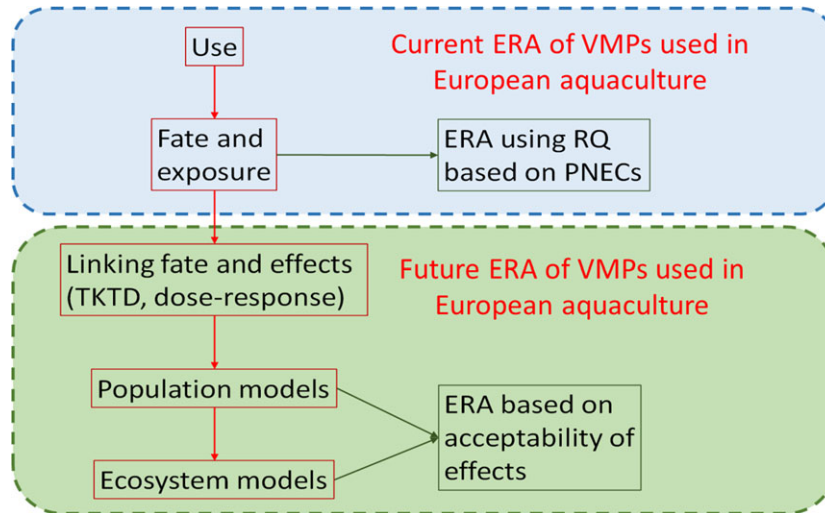 Use
Current ERA of VMPs used in
European aquaculture
Fate and
exposure
ERA using RQ
based on PNECs
Linking fate and effects
(TKTD, dose-response)
Future ERA of VMPs used in
European aquaculture
Population models
ERA based on
acceptability of
effects
Ecosystem models